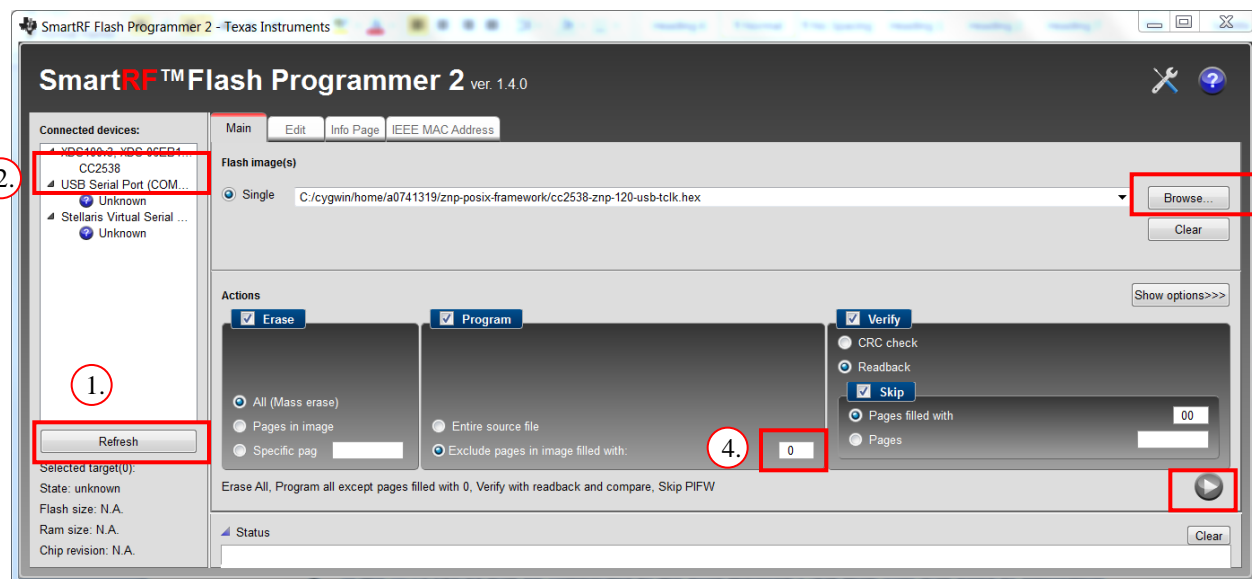 SmartRF Flash Programmer 2 - Texas Instruments
SmartRF™Flash Programmer 2 ver. 1.4.0
Connected devices:
CC2538
USB Serial Port (COM...
Unknown
Stellaris Virtual Serial ...
Unknown
2.
1.
Refresh
Selected target(0):
State: unknown
Flash size: N.A.
Ram size: N.A.
Chip revision: N.A.
Main Edit Info Page IEEE MAC Address
Flash image(s)
Single C:/cygwin/home/a0741319/znp-posix-framework/cc2538-znp-120-usb-tclk.hex Browse...
Clear
Actions Show options>>>
Erase
All (Mass erase)
Pages in image
Specific pag
Program
Entire source file
Exclude pages in image filled with: 4. 0
Verify
CRC check
Readback
Skip
Pages filled with 00
Pages
Erase All, Program all except pages filled with 0, Verify with readback and compare, Skip PIFW
Status Clear